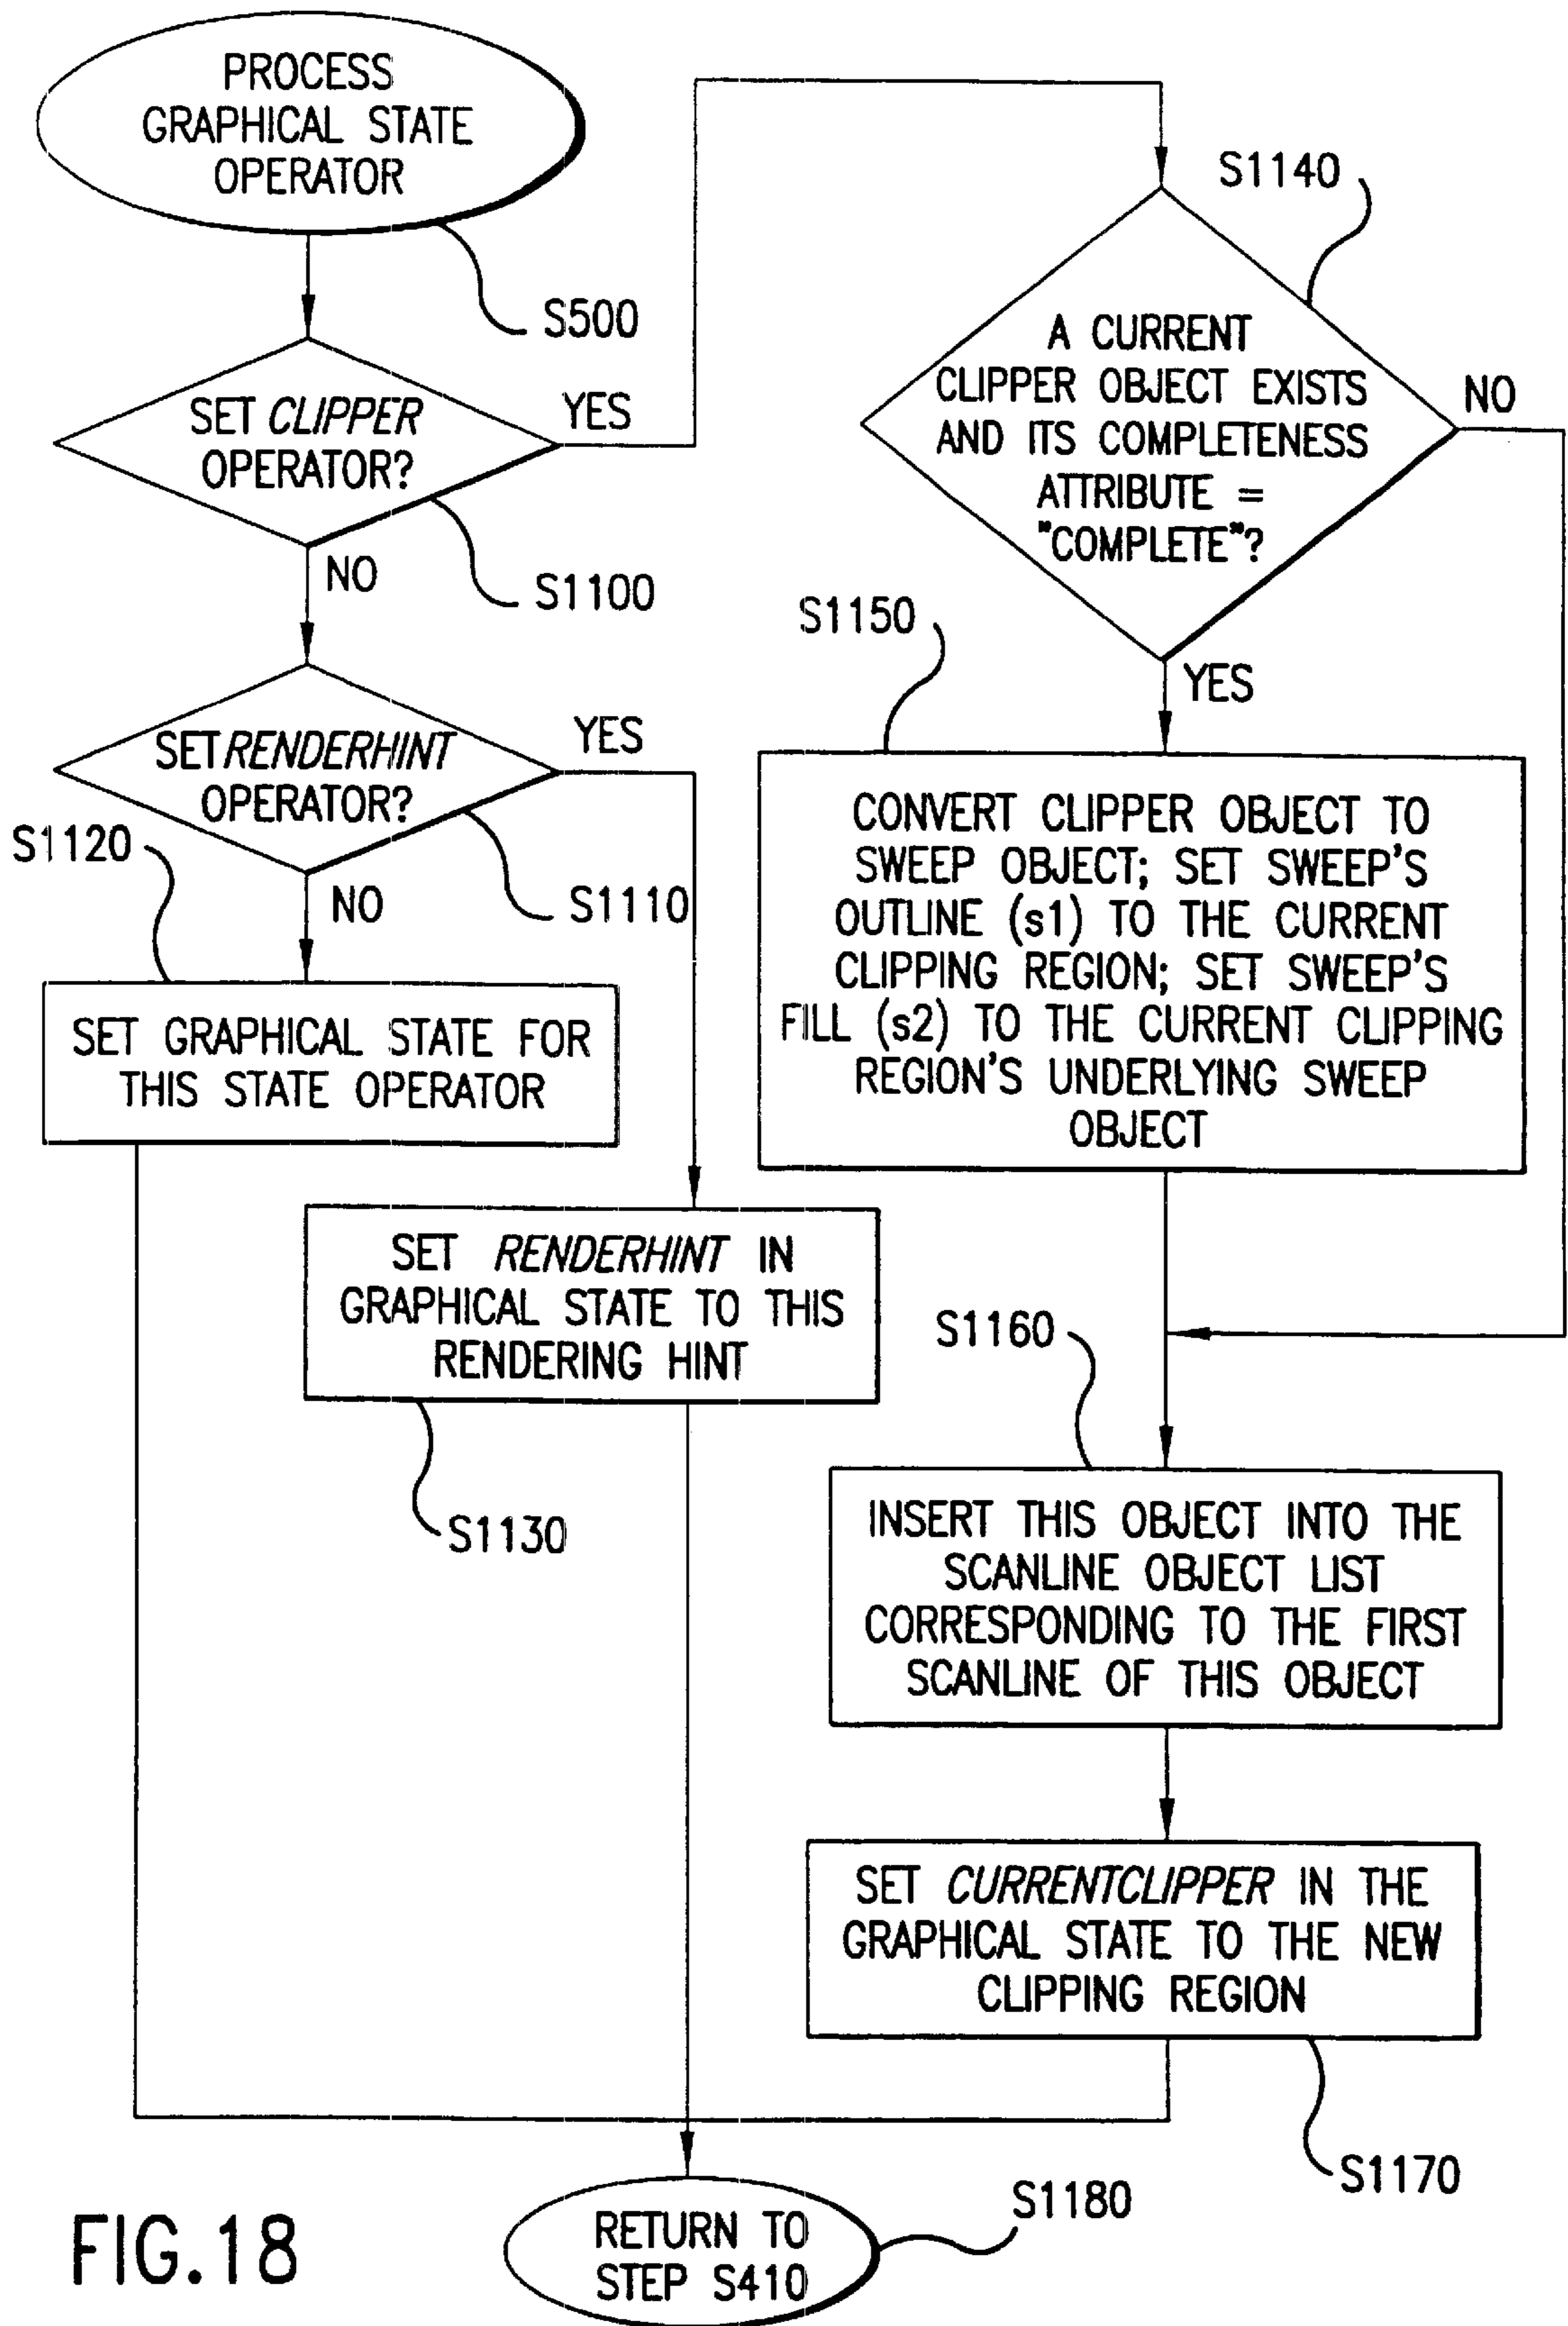 PROCESS
GRAPHICAL STATE
OPERATOR
S500
SET CLIPPER
OPERATOR?
YES
NO
S1100
SET RENDERHINT
OPERATOR?
YES
NO
S1110
S1120
SET GRAPHICAL STATE FOR
THIS STATE OPERATOR
SET RENDERHINT IN
GRAPHICAL STATE TO THIS
RENDERING HINT
S1130
S1140
A CURRENT
CLIPPER OBJECT EXISTS
AND ITS COMPLETENESS
ATTRIBUTE =
"COMPLETE"?
NO
YES
S1150
CONVERT CLIPPER OBJECT TO
SWEEP OBJECT; SET SWEEP'S
OUTLINE (s1) TO THE CURRENT
CLIPPING REGION; SET SWEEP'S
FILL (s2) TO THE CURRENT CLIPPING
REGION'S UNDERLYING SWEEP
OBJECT
S1160
INSERT THIS OBJECT INTO THE
SCANLINE OBJECT LIST
CORRESPONDING TO THE FIRST
SCANLINE OF THIS OBJECT
SET CURRENTCLIPPER IN THE
GRAPHICAL STATE TO THE NEW
CLIPPING REGION
S1170
RETURN TO
STEP S410
S1180
FIG.18